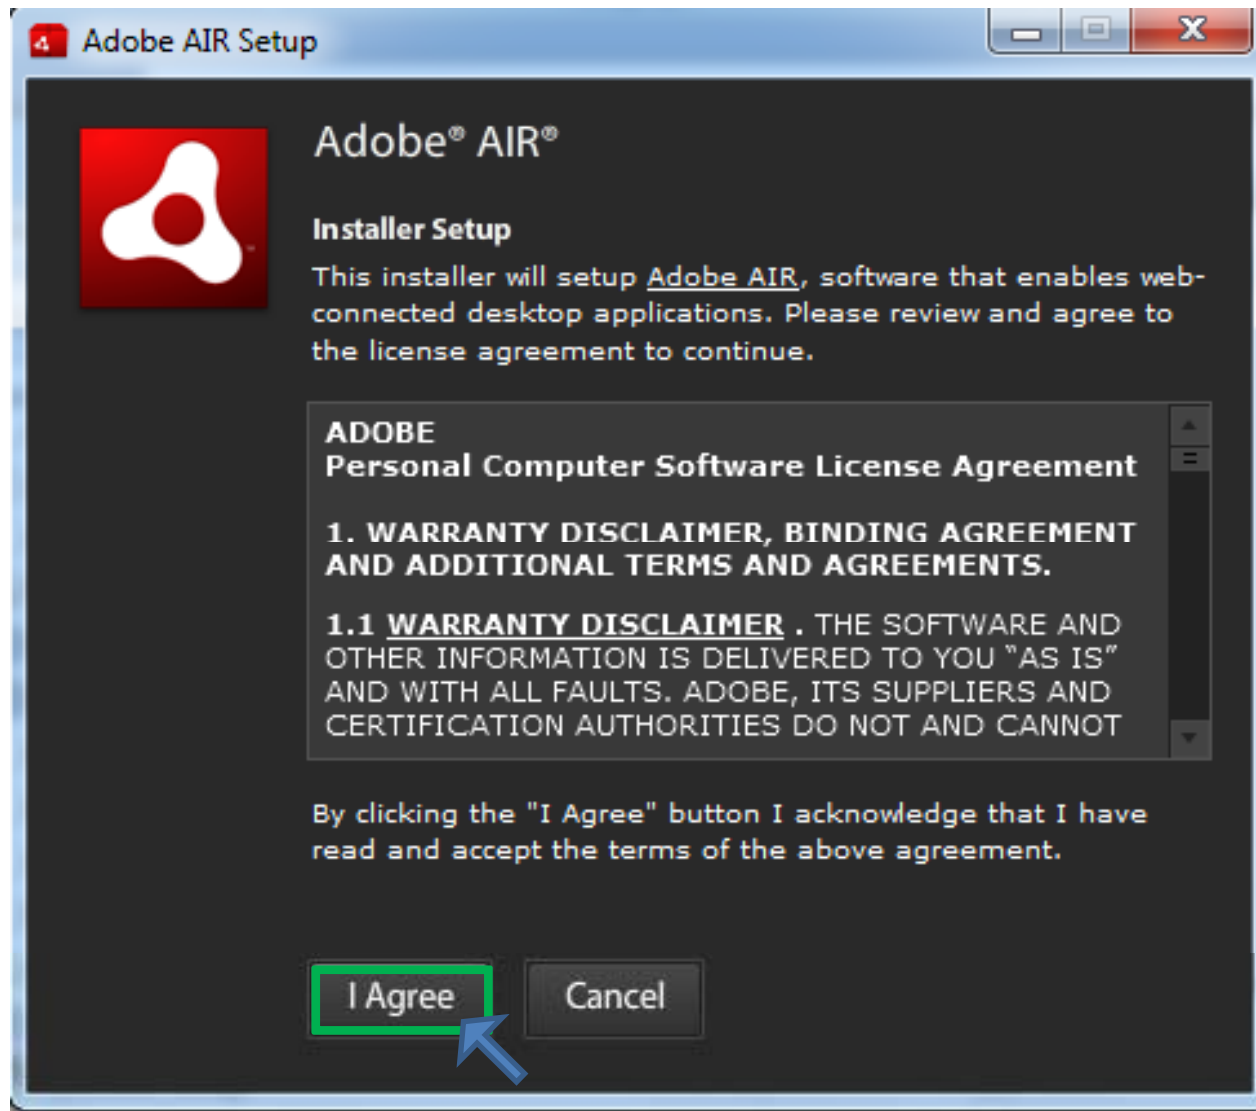 Adobe AIR Setup
Adobe® AIR®
Installer Setup
This installer will setup Adobe AIR, software that enables web-
connected desktop applications. Please review and agree to
the license agreement to continue.
ADOBE
Personal Computer Software License Agreement
1. WARRANTY DISCLAIMER, BINDING AGREEMENT
AND ADDITIONAL TERMS AND AGREEMENTS.
1.1 WARRANTY DISCLAIMER . THE SOFTWARE AND
OTHER INFORMATION IS DELIVERED TO YOU “AS IS”
AND WITH ALL FAULTS. ADOBE, ITS SUPPLIERS AND
CERTIFICATION AUTHORITIES DO NOT AND CANNOT
By clicking the "I Agree" button I acknowledge that I have
read and accept the terms of the above agreement.
I Agree
Cancel